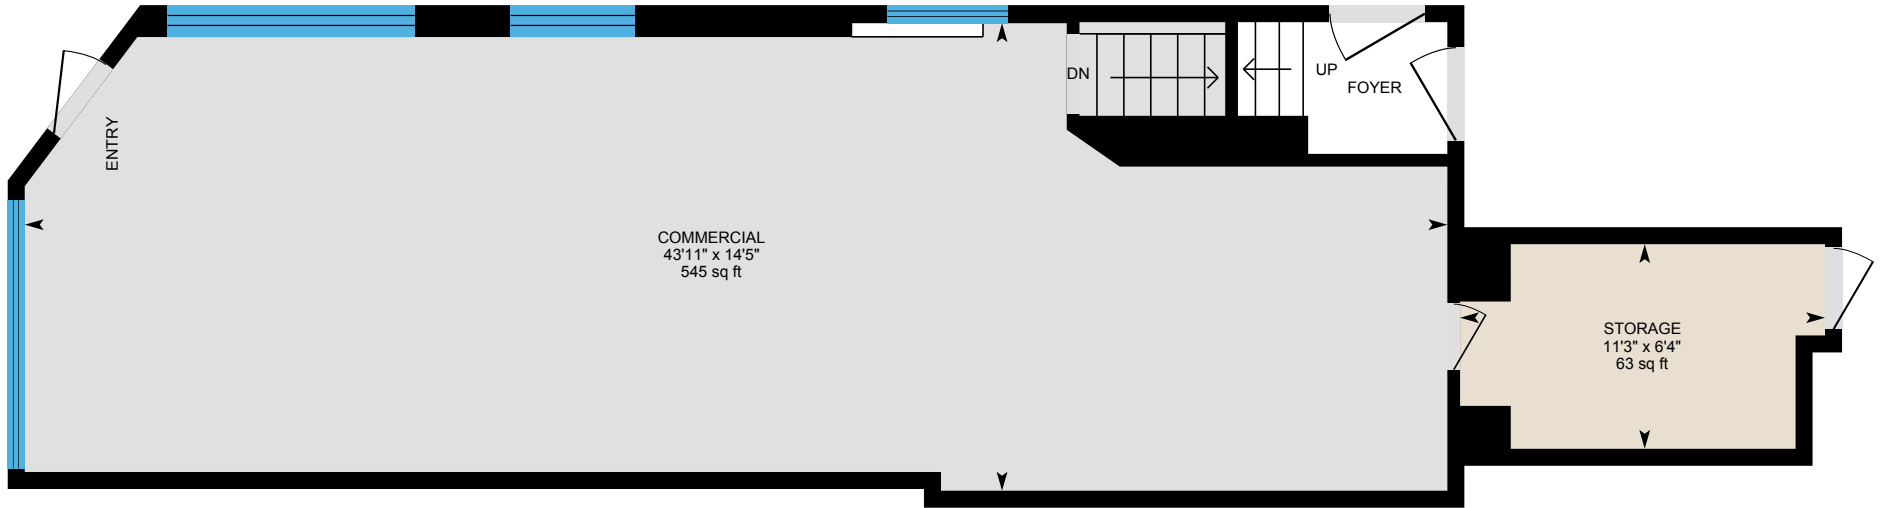 DN
UP
FOYER
ENTRY
COMMERCIAL
43'11" x 14'5"
545 sq ft
STORAGE
11'3" x 6'4"
63 sq ft